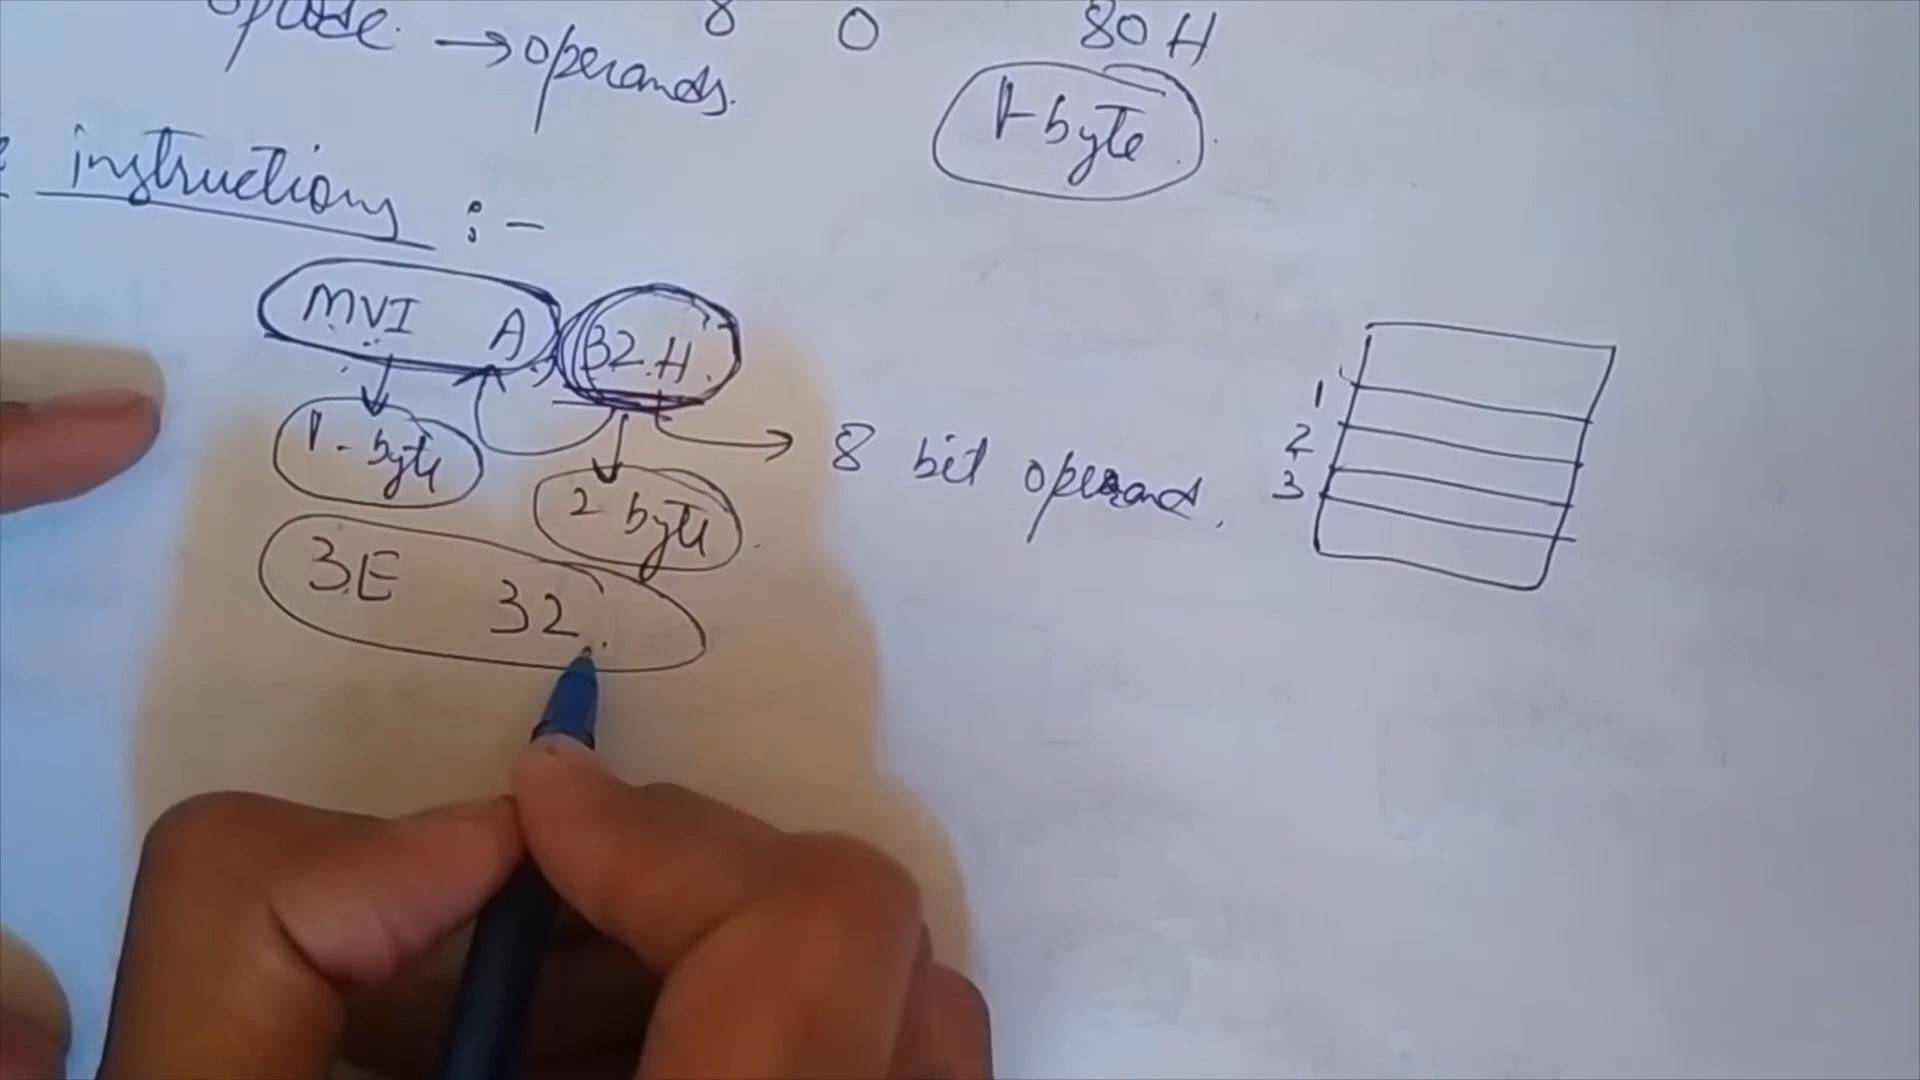 opcode. → operands. 8 0 80 H
1-byte
instructions :-
MVI A, 32 H.
1 - byte 2 byte. → 8 bit operand.
3E 32.
1
2
3